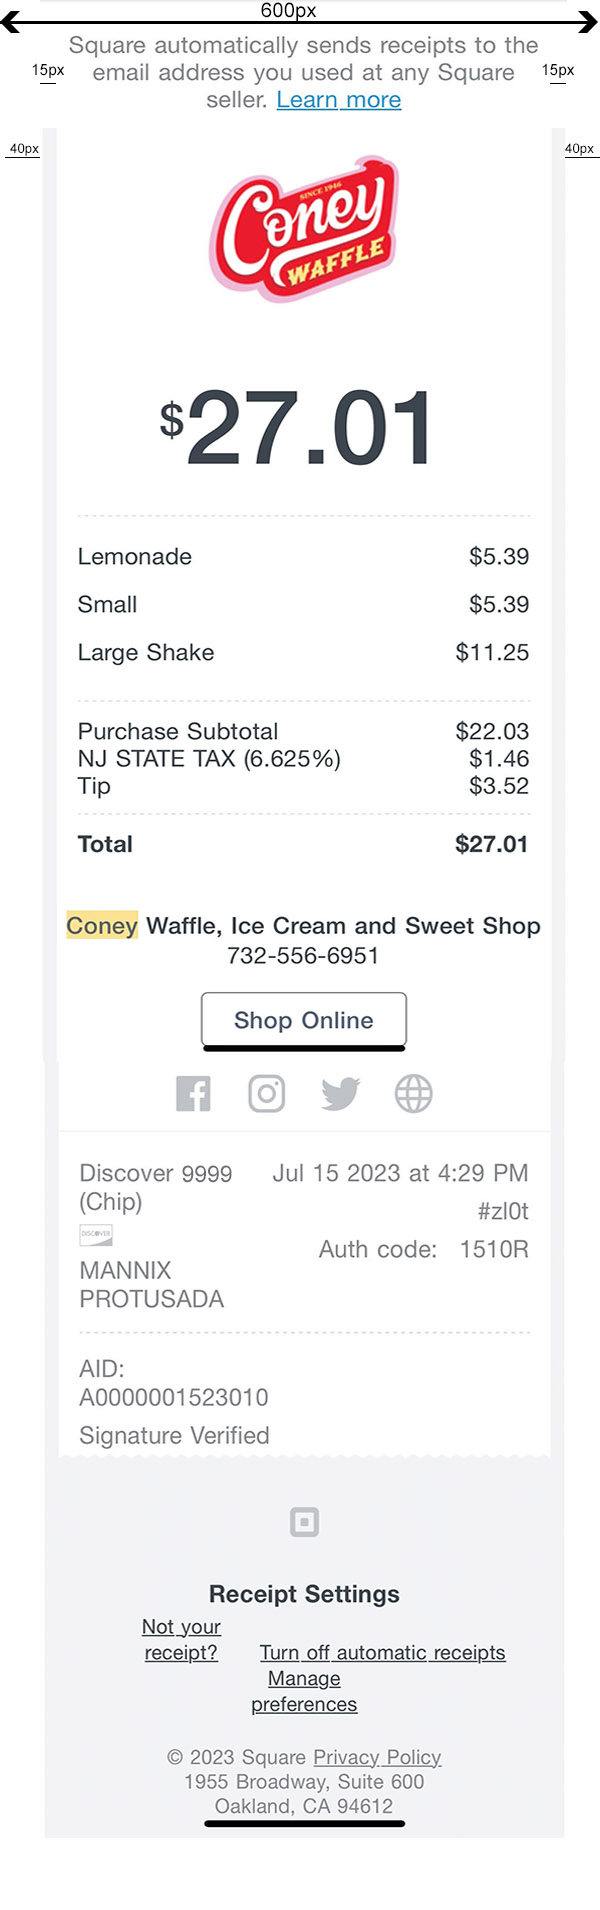 600px
Square automatically sends receipts to the
15px email address you used at any Square 15px
seller. Learn more
40px 40px
SINCE 1946
Coney
WAFFLE
$27.01
Lemonade $5.39
Small $5.39
Large Shake $11.25
Purchase Subtotal $22.03
NJ STATE TAX (6.625%) $1.46
Tip $3.52
Total $27.01
Coney Waffle, Ice Cream and Sweet Shop
732-556-6951
Shop Online
Discover 9999 Jul 15 2023 at 4:29 PM
(Chip)
#zl0t
DISCOVER
Auth code: 1510R
MANNIX
PROTUSADA
AID:
A0000001523010
Signature Verified
Receipt Settings
Not your
receipt? Turn off automatic receipts
Manage
preferences
© 2023 Square Privacy Policy
1955 Broadway, Suite 600
Oakland, CA 94612